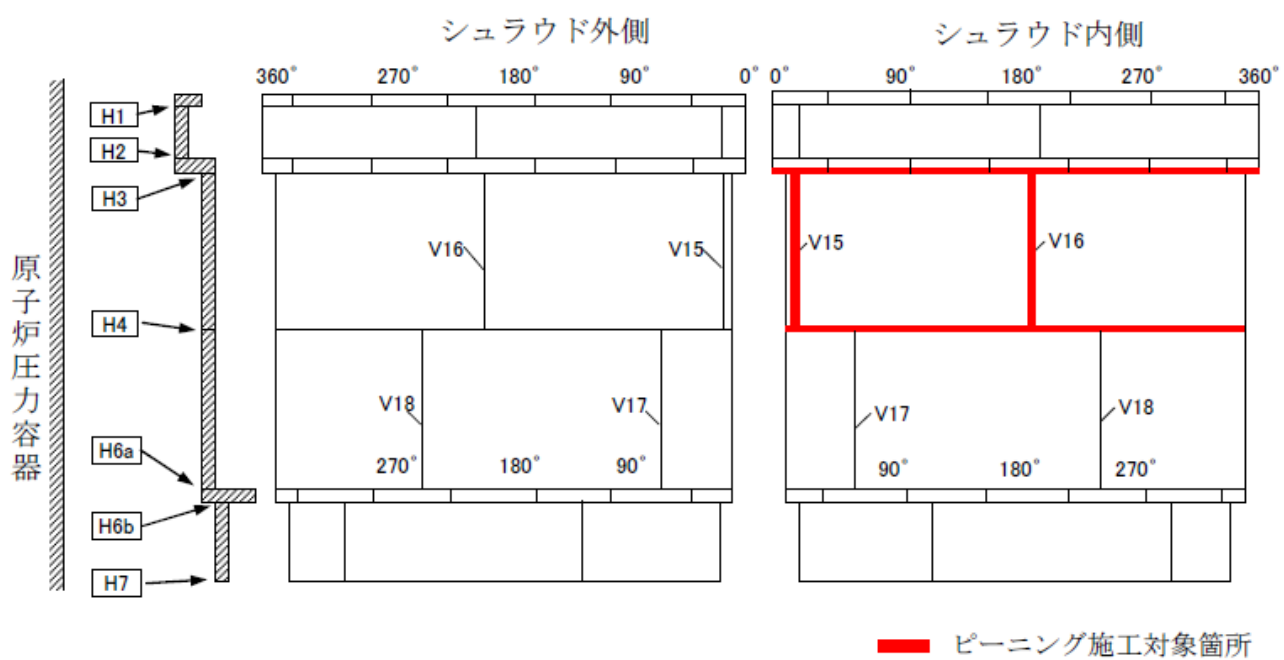 シュラウド外側
シュラウド内側
360° 270° 180° 90° 0°
0° 90° 180° 270° 360°
H1
H2
H3
H4
H6a
H6b
H7
原子炉圧力容器
V16
V15
V18
V17
270° 180° 90°
V15
V16
V17
V18
90° 180° 270°
ピーニング施工対象箇所